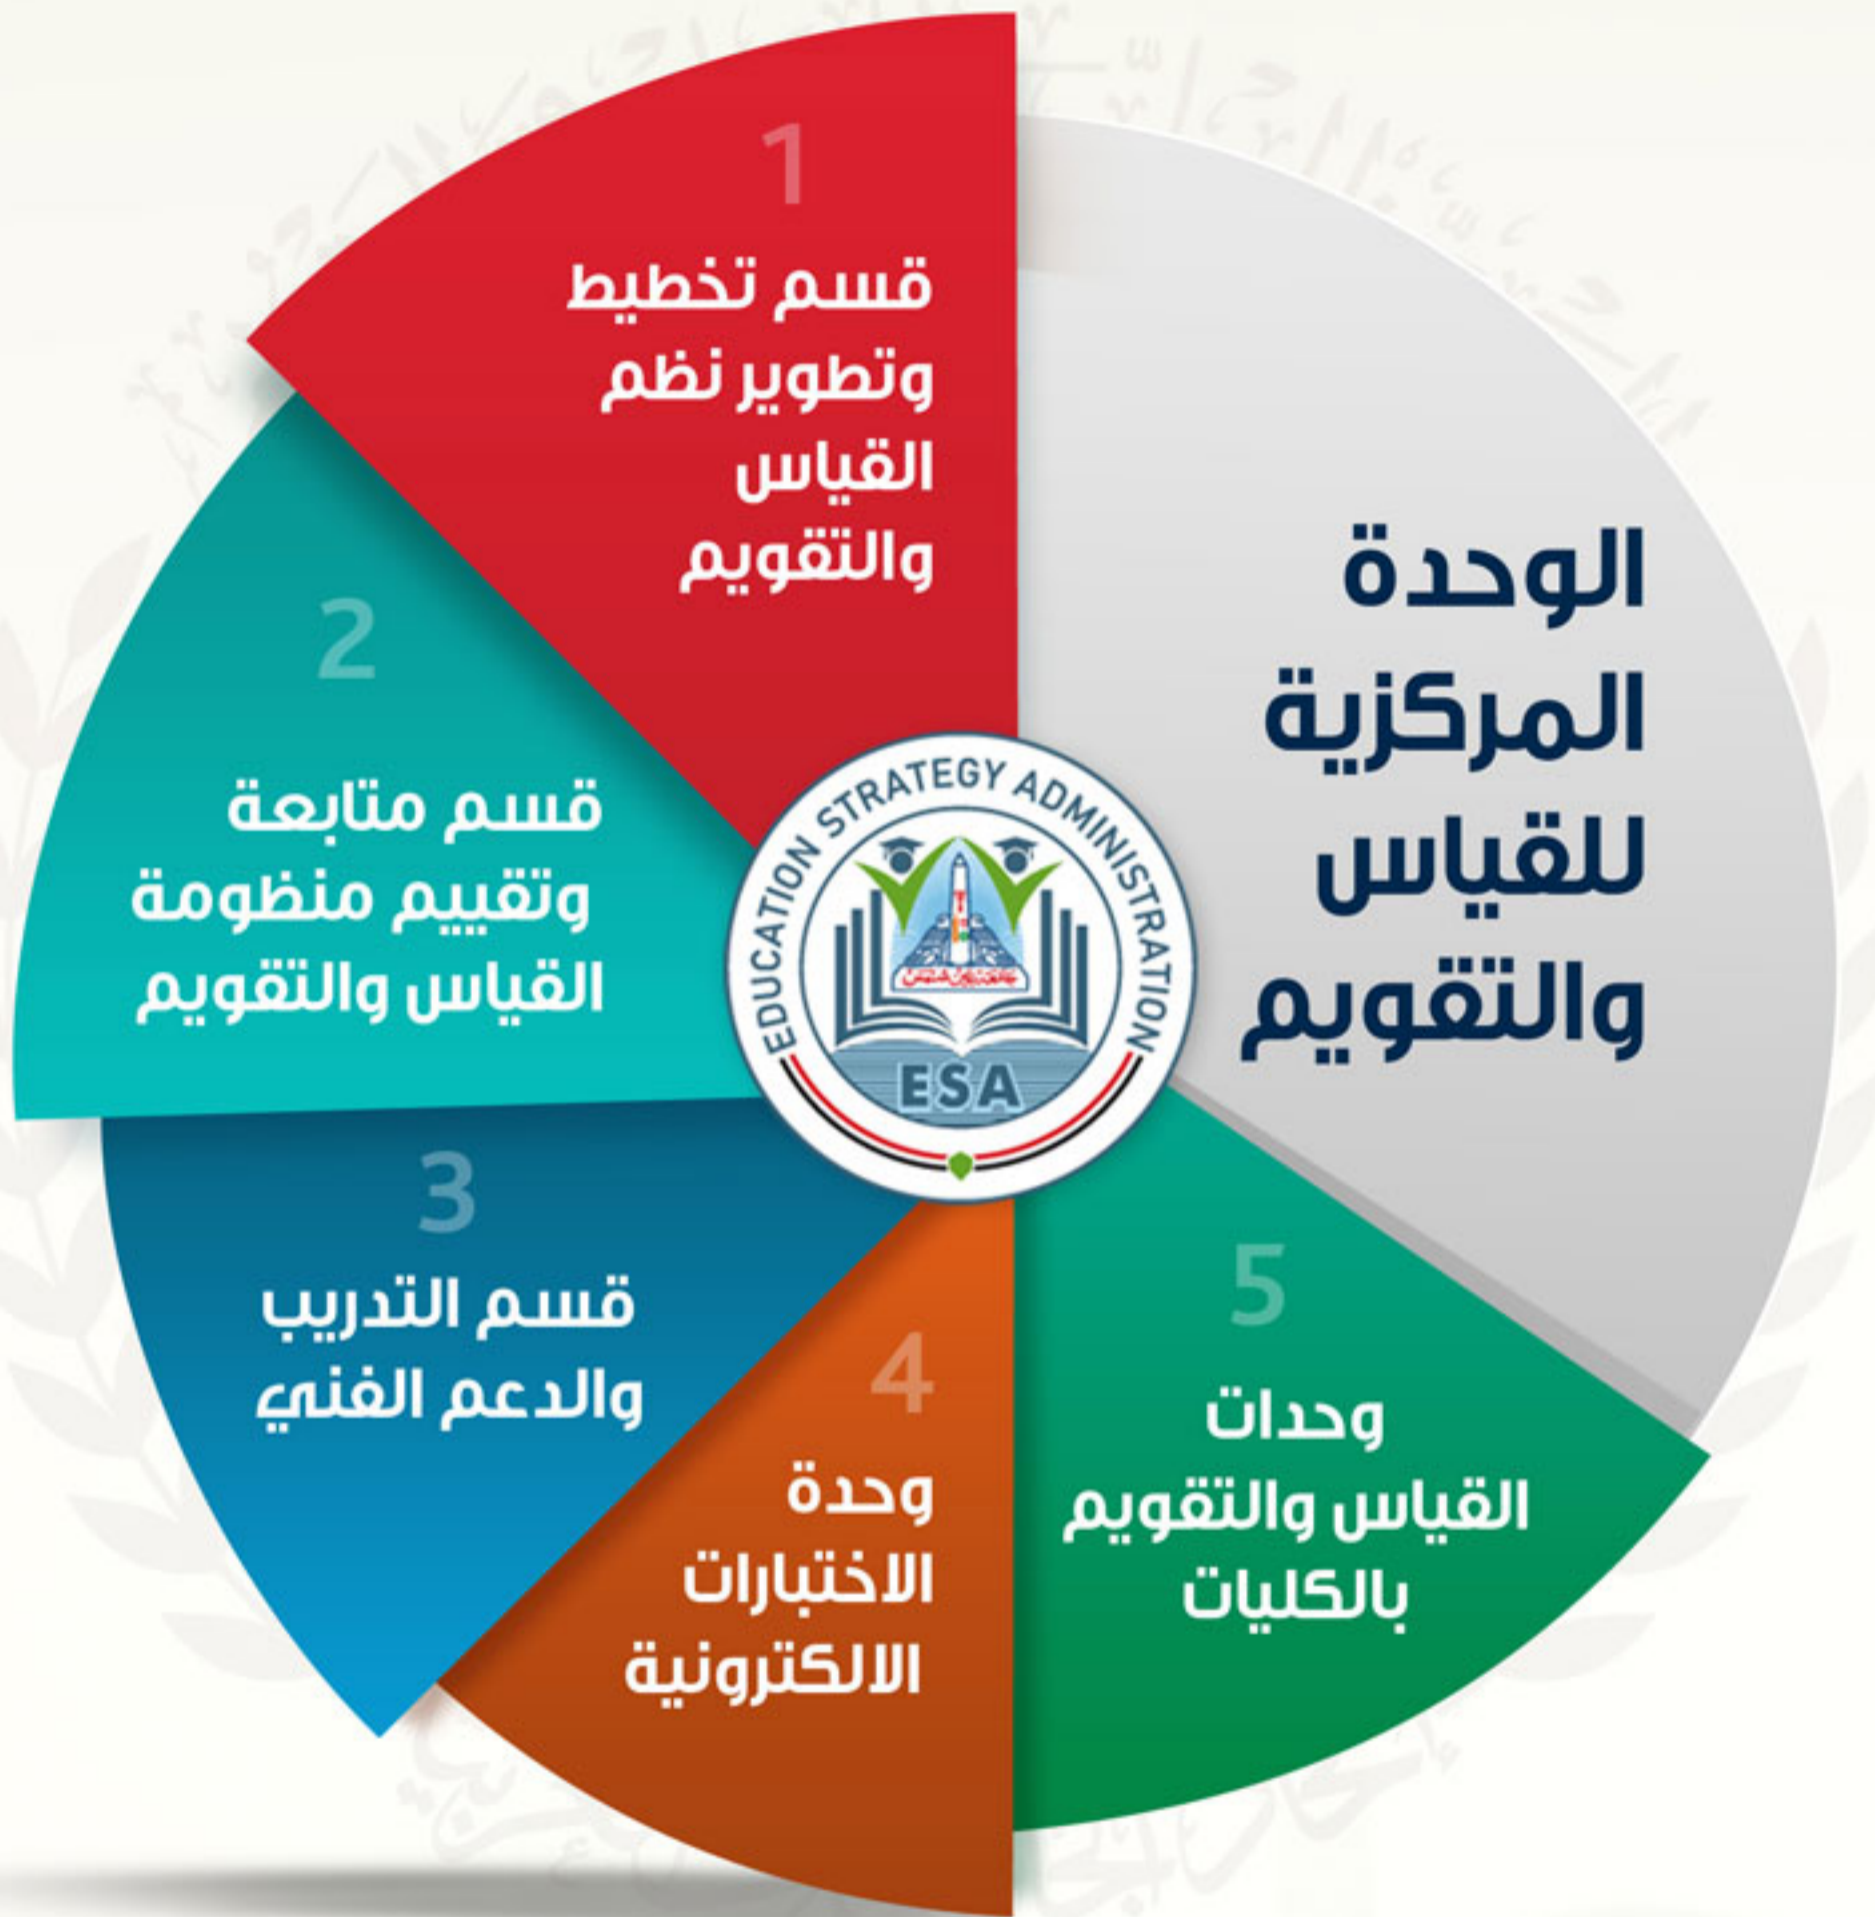 الوحدة
المركزية
للقياس
والتقويم
1
قسم تخطيط
وتطوير نظم
القياس
والتقويم
2
قسم متابعة
وتقييم منظومة
القياس والتقويم
3
قسم التدريب
والدعم الفني
4
وحدة
الاختبارات
الالكترونية
5
وحدات
القياس والتقويم
بالكليات
EDUCATION STRATEGY ADMINISTRATION
ESA